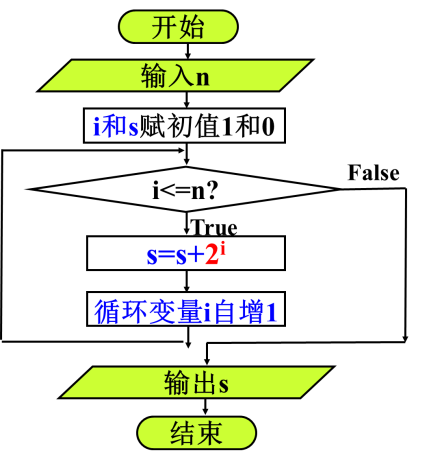 开始
输入n
i和s赋初值1和0
i<=n?
False
True
s=s+2ⁱ
循环变量i自增1
输出s
结束